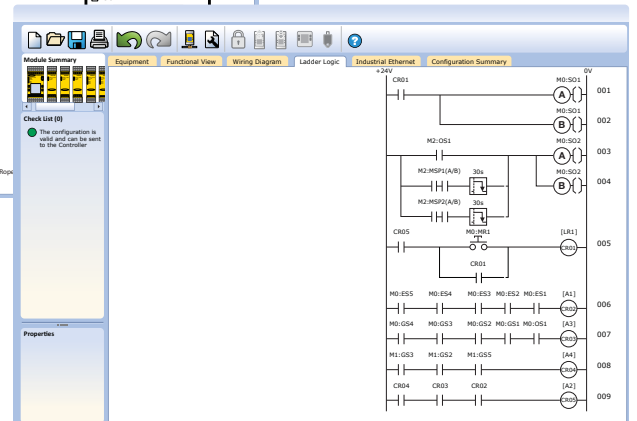 Module Summary
Equipment
Functional View
Wiring Diagram
Ladder Logic
Industrial Ethernet
Configuration Summary
+24V
0V
CR01
M0:SO1
A
001
M0:SO1
B
002
M2:OS1
M0:SO2
A
003
M2:MSP1(A/B)
30s
M0:SO2
B
004
M2:MSP2(A/B)
30s
CR05
M0:MR1
[LR1]
CR01
005
CR01
M0:ES5
M0:ES4
M0:ES3
M0:ES2
M0:ES1
[A1]
CR02
006
M0:GS4
M0:GS3
M0:GS2
M0:GS1
M0:OS1
[A3]
CR03
007
M1:GS3
M1:GS2
M1:GS5
[A4]
CR04
008
CR04
CR03
CR02
[A2]
CR05
009
Check List (0)
The configuration is
valid and can be sent
to the Controller
Rope
Properties